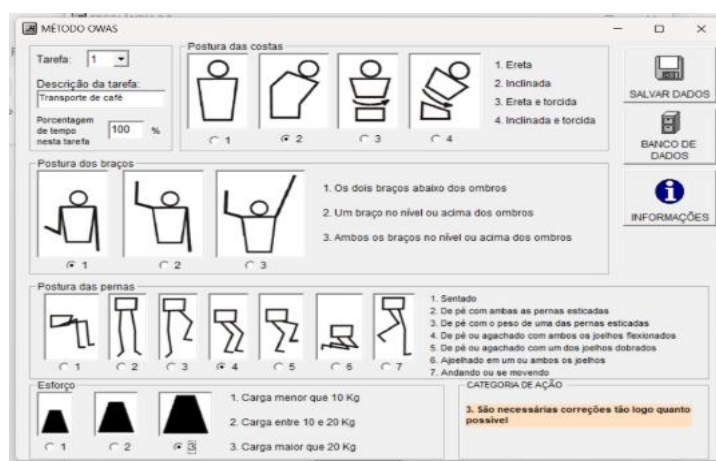 MÉTODO OWAS
Tarefa: 1
Descrição da tarefa:
Transporte de café
Porcentagem
de tempo
nesta tarefa
100 %
Postura das costas
1 2 3 4
1. Ereta
2. Inclinada
3. Ereta e torcida
4. Inclinada e torcida
SALVAR DADOS
BANCO DE
DADOS
INFORMAÇÕES
Postura dos braços
1 2 3
1. Os dois braços abaixo dos ombros
2. Um braço no nível ou acima dos ombros
3. Ambos os braços no nível ou acima dos ombros
Postura das pernas
1 2 3 4 5 6 7
1. Sentado
2. De pé com ambas as pernas esticadas
3. De pé com o peso de uma das pernas esticadas
4. De pé ou agachado com ambos os joelhos flexionados
5. De pé ou agachado com um dos joelhos dobrados
6. Ajoelhado em um ou ambos os joelhos
7. Andando ou se movendo
Esforço
1 2 3
1. Carga menor que 10 Kg
2. Carga entre 10 e 20 Kg
3. Carga maior que 20 Kg
CATEGORIA DE AÇÃO
3. São necessárias correções tão logo quanto
possível